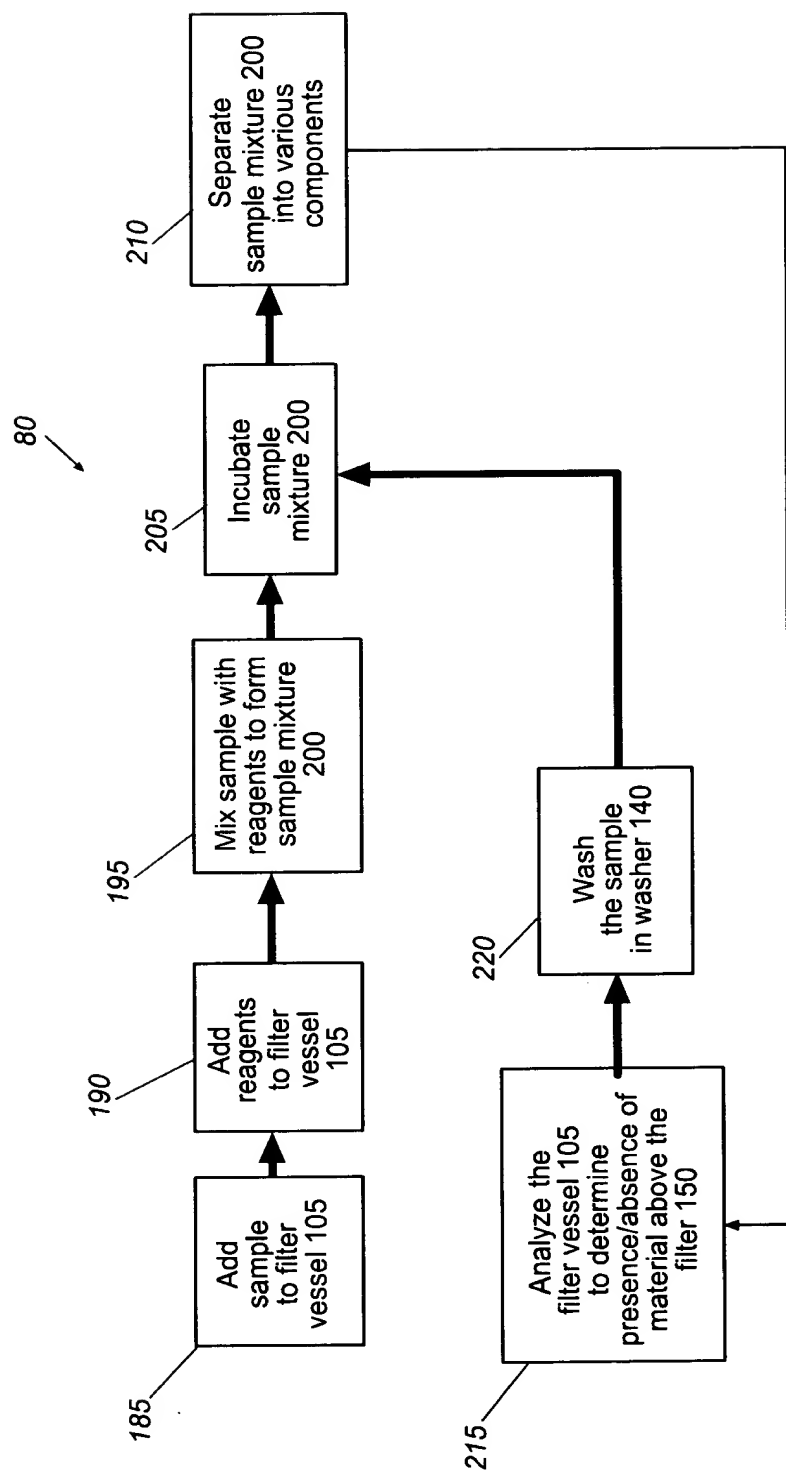 80
185
Add
sample
to filter
vessel 105
190
Add
reagents
to filter
vessel
105
195
Mix sample with
reagents to form
sample mixture
200
205
Incubate
sample
mixture 200
210
Separate
sample mixture 200
into various
components
215
Analyze the
filter vessel 105
to determine
presence/absence of
material above the
filter 150
220
Wash
the sample
in washer 140